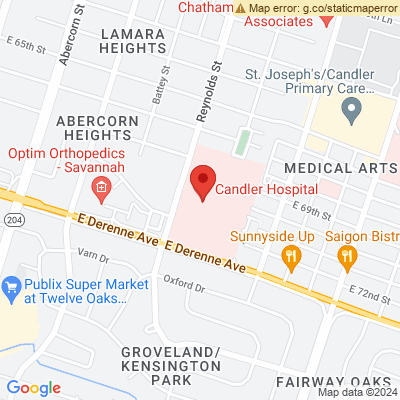 Map error: g.co/staticmaperror
Chatham
Associates
E 65th St
Abercorn St
LAMARA
HEIGHTS
Battey St
Reynolds St
St. Joseph's/Candler
Primary Care...
ABERCORN
HEIGHTS
Optim Orthopedics
- Savannah
MEDICAL ARTS
Candler Hospital
E 69th St
204
E Derenne Ave
E Derenne Ave
Sunnyside Up
Saigon Bistr
Varn Dr
Oxford Dr
Publix Super Market
at Twelve Oaks...
E 72nd St
GROVELAND/
KENSINGTON
PARK
FAIRWAY OAKS
Google
Map data ©2024